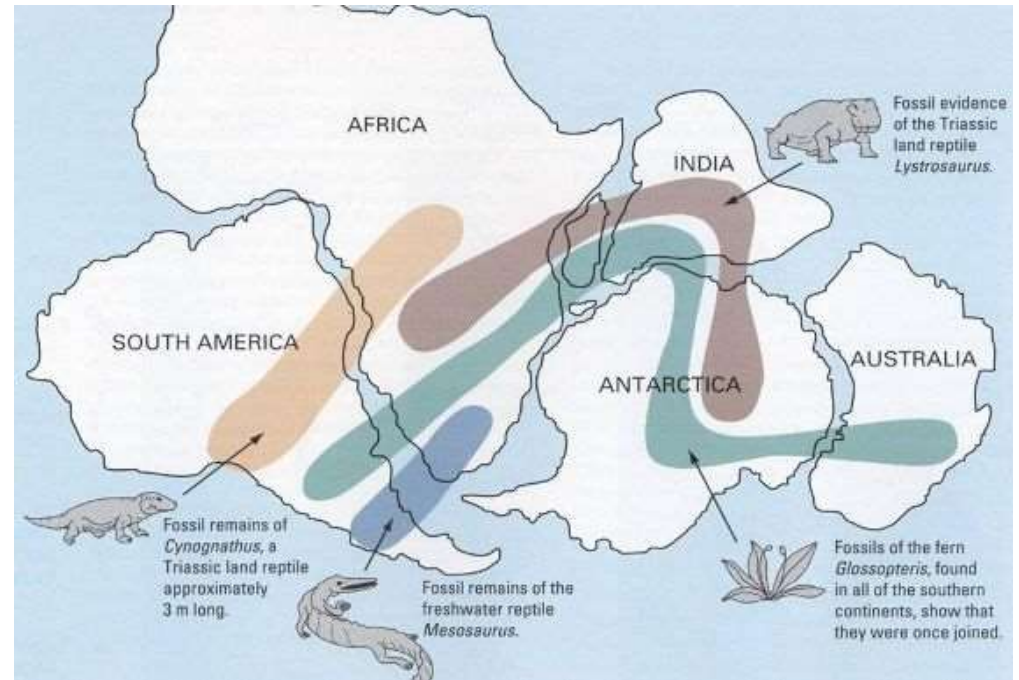 AFRICA
INDIA
Fossil evidence
of the Triassic
land reptile
Lystrosaurus.
SOUTH AMERICA
ANTARCTICA
AUSTRALIA
Fossil remains of
Cynognathus, a
Triassic land reptile
approximately
3 m long.
Fossil remains of the
freshwater reptile
Mesosaurus.
Fossils of the fern
Glossopteris, found
in all of the southern
continents, show that
they were once joined.